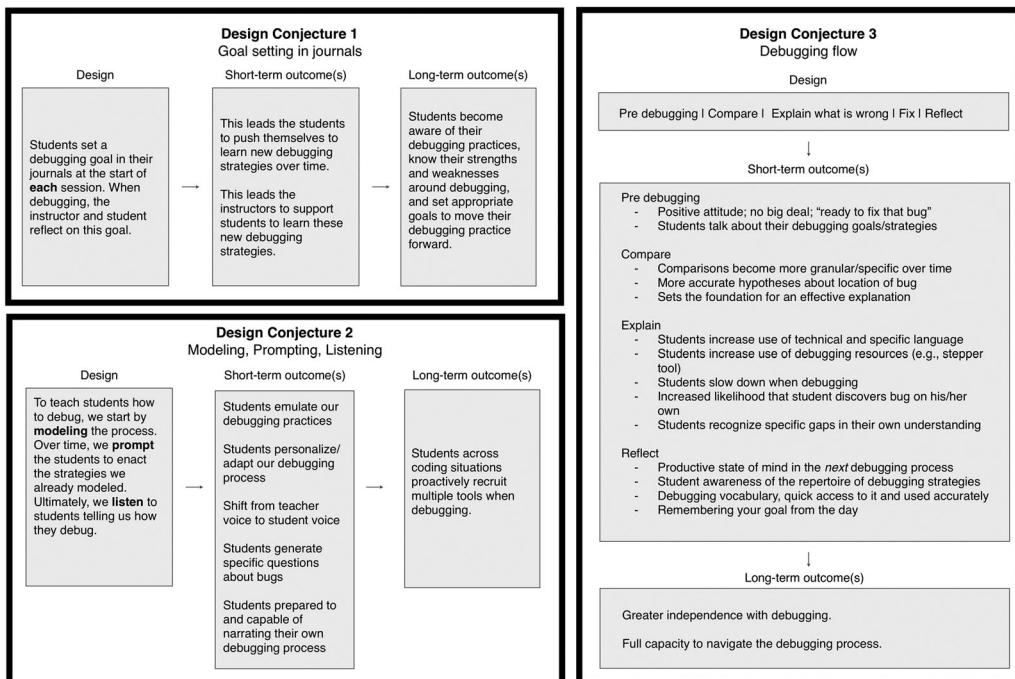 Design Conjecture 1
Goal setting in journals
Design
Students set a
debugging goal in their
journals at the start of
each session. When
debugging, the
instructor and student
reflect on this goal.
Short-term outcome(s)
This leads the students
to push themselves to
learn new debugging
strategies over time.
This leads the
instructors to support
students to learn these
new debugging
strategies.
Long-term outcome(s)
Students become
aware of their
debugging practices,
know their strengths
and weaknesses
around debugging,
and set appropriate
goals to move their
debugging practice
forward.
Design Conjecture 2
Modeling, Prompting, Listening
Design
To teach students how
to debug, we start by
modeling the process.
Over time, we prompt
the students to enact
the strategies we
already modeled.
Ultimately, we listen to
students telling us how
they debug.
Short-term outcome(s)
Students emulate our
debugging practices
Students personalize/
adapt our debugging
process
Shift from teacher
voice to student voice
Students generate
specific questions
about bugs
Students prepared to
and capable of
narrating their own
debugging process
Long-term outcome(s)
Students across
coding situations
proactively recruit
multiple tools when
debugging.
Design Conjecture 3
Debugging flow
Design
Pre debugging | Compare | Explain what is wrong | Fix | Reflect
Short-term outcome(s)
Pre debugging
- Positive attitude; no big deal; “ready to fix that bug”
- Students talk about their debugging goals/strategies
Compare
- Comparisons become more granular/specific over time
- More accurate hypotheses about location of bug
- Sets the foundation for an effective explanation
Explain
- Students increase use of technical and specific language
- Students increase use of debugging resources (e.g., stepper
tool)
- Students slow down when debugging
- Increased likelihood that student discovers bug on his/her
own
- Students recognize specific gaps in their own understanding
Reflect
- Productive state of mind in the next debugging process
- Student awareness of the repertoire of debugging strategies
- Debugging vocabulary, quick access to it and used accurately
- Remembering your goal from the day
Long-term outcome(s)
Greater independence with debugging.
Full capacity to navigate the debugging process.